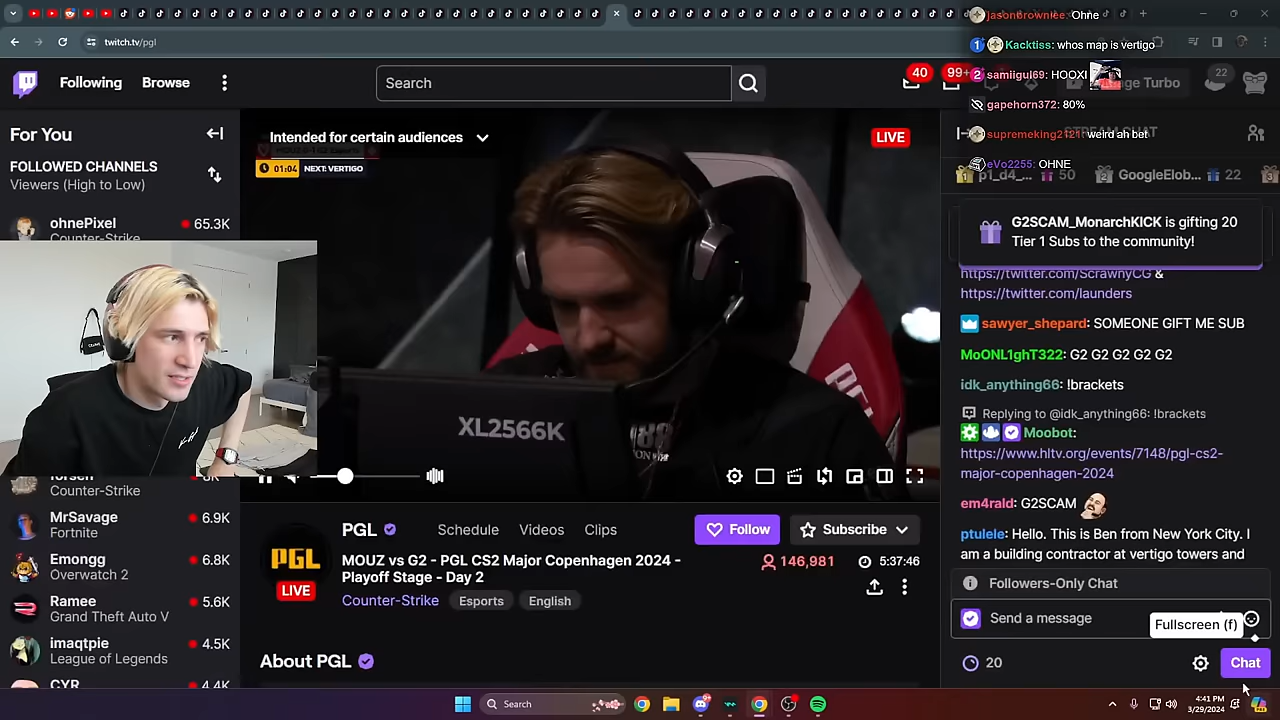 twitch.tv/pgl
jasonbrownlee: Ohne
Kacktiss: whos map is vertigo
samiigul69: HOOXI
gapehorn372: 80%
supremeking2121: weird ah bet
eVo2255: OHNE
Following
Browse
Search
40
99+
22
For You
FOLLOWED CHANNELS
Viewers (High to Low)
ohnePixel
65.3K
Counter-Strike
Counter-Strike
MrSavage
6.9K
Fortnite
Emongg
6.8K
Overwatch 2
Ramee
5.6K
Grand Theft Auto V
imaqtpie
4.5K
League of Legends
CYR
4.4K
Intended for certain audiences
LIVE
01:04
NEXT: VERTIGO
XL2566K
PGL
LIVE
PGL
Schedule
Videos
Clips
Follow
Subscribe
MOUZ vs G2 - PGL CS2 Major Copenhagen 2024 -
Playoff Stage - Day 2
146,981
5:37:46
Counter-Strike
Esports
English
About PGL
50
GoogleElob...
22
G2SCAM_MonarchKICK is gifting 20
Tier 1 Subs to the community!
https://twitter.com/ScrawnyCG &
https://twitter.com/launders
sawyer_shepard: SOMEONE GIFT ME SUB
MoONL1ghT322: G2 G2 G2 G2 G2
idk_anything66: !brackets
Replying to @idk_anything66: !brackets
Moobot:
https://www.hltv.org/events/7148/pgl-cs2-
major-copenhagen-2024
em4rald: G2SCAM
ptulele: Hello. This is Ben from New York City. I
am a building contractor at vertigo towers and
Followers-Only Chat
Send a message
Fullscreen (f)
20
Chat
Search
4:41 PM
3/29/2024